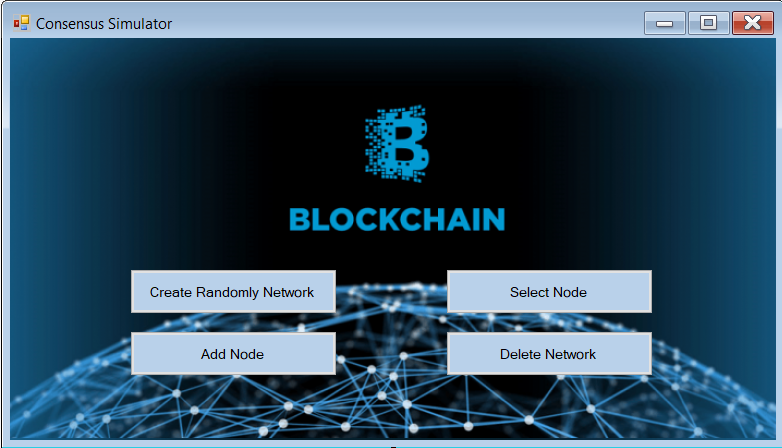 Consensus Simulator
BLOCKCHAIN
Create Randomly Network
Select Node
Add Node
Delete Network